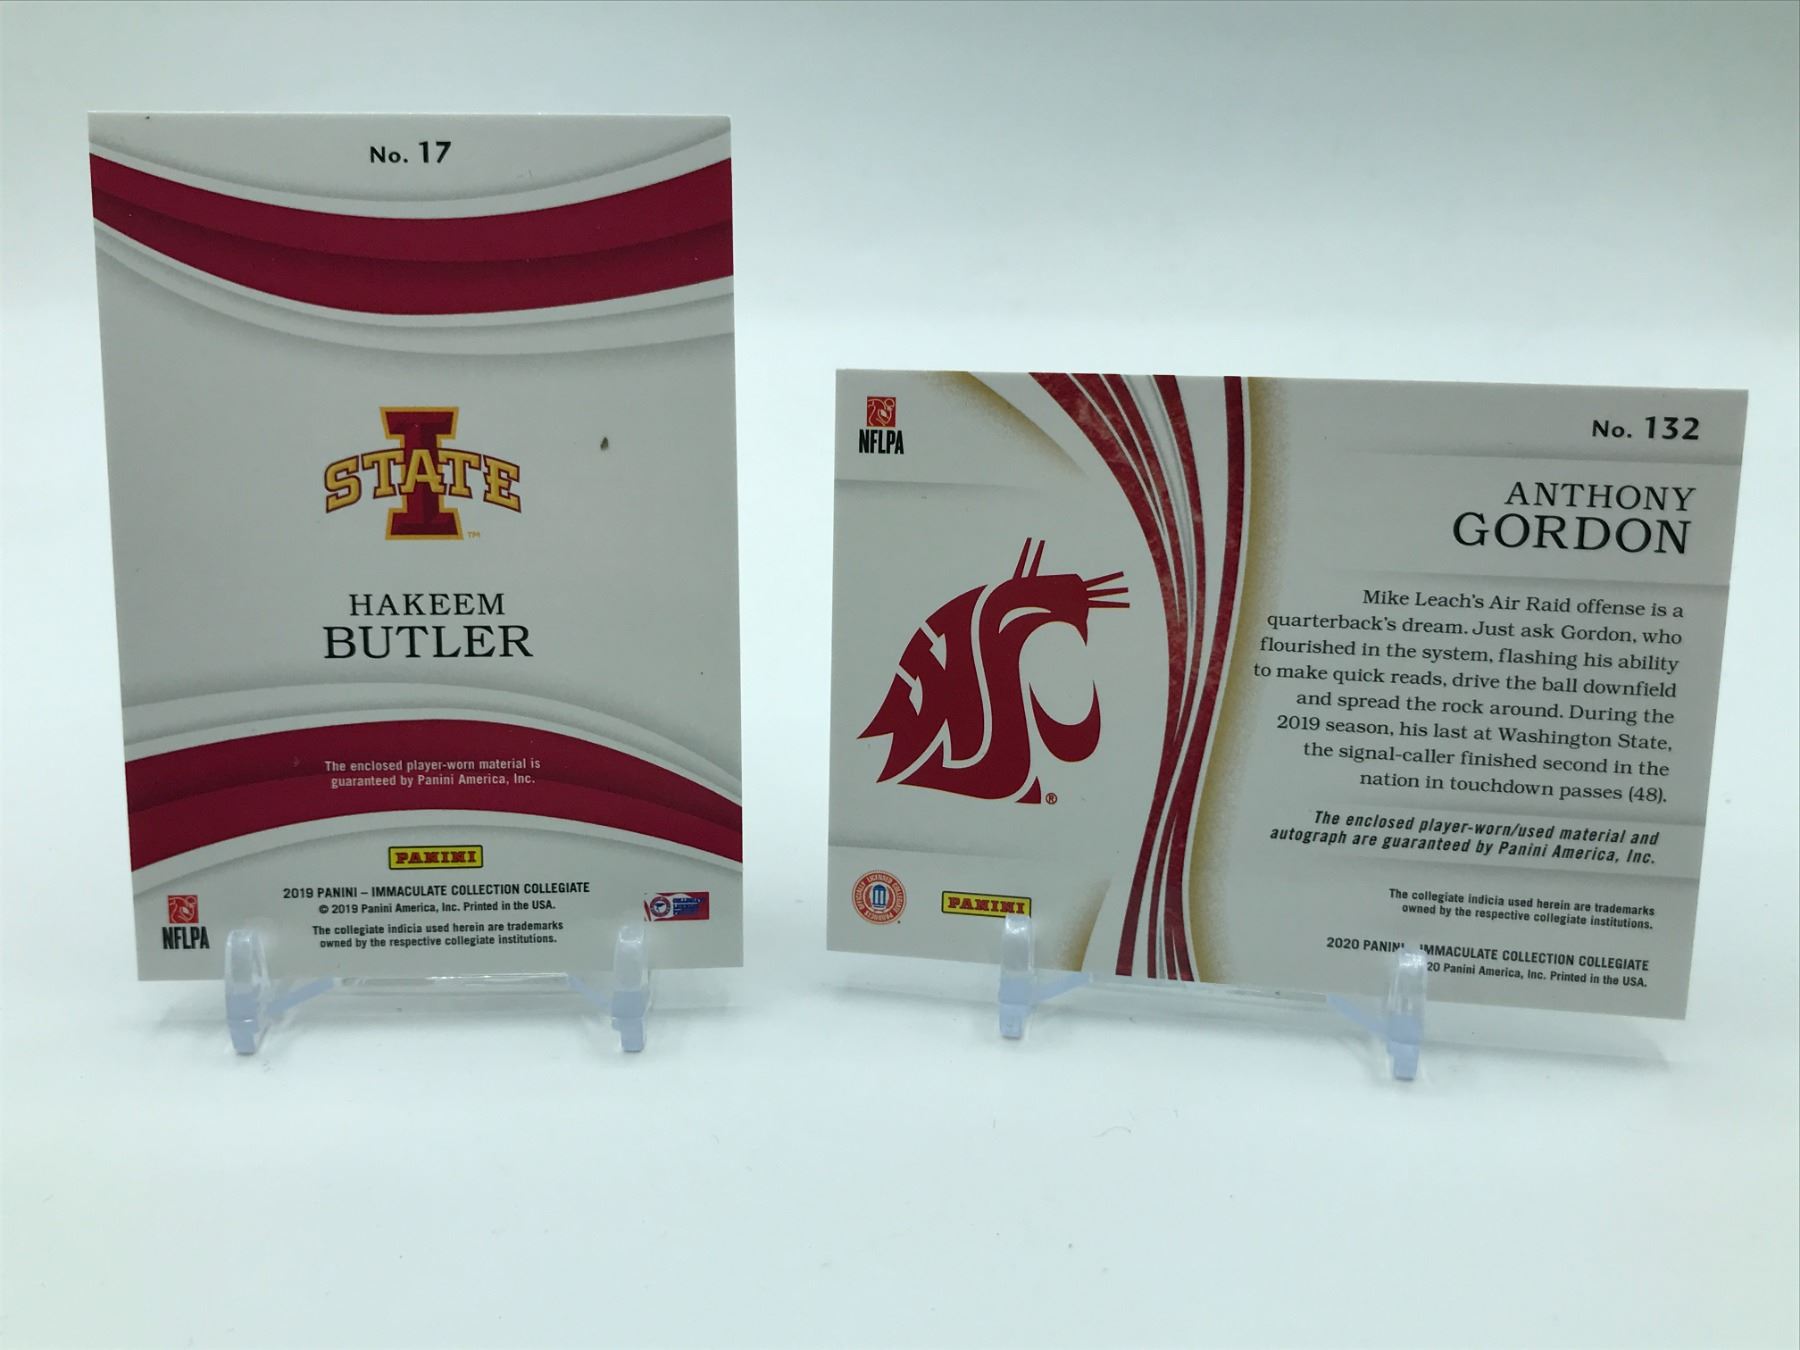 No. 17
STATE
I
TM
HAKEEM
BUTLER
The enclosed player-worn material is
guaranteed by Panini America, Inc.
PANINI
2019 PANINI – IMMACULATE COLLECTION COLLEGIATE
© 2019 Panini America, Inc. Printed in the USA.
The collegiate indicia used herein are trademarks
owned by the respective collegiate institutions.
NFLPA
NFLPA
No. 132
ANTHONY
GORDON
WSC
®
Mike Leach's Air Raid offense is a
quarterback's dream. Just ask Gordon, who
flourished in the system, flashing his ability
to make quick reads, drive the ball downfield
and spread the rock around. During the
2019 season, his last at Washington State,
the signal-caller finished second in the
nation in touchdown passes (48).
The enclosed player-worn/used material and
autograph are guaranteed by Panini America, Inc.
The collegiate indicia used herein are trademarks
owned by the respective collegiate institutions.
OFFICIALLY LICENSED COLLEGIATE PRODUCTS
PANINI
2020 PANINI IMMACULATE COLLECTION COLLEGIATE
20 Panini America, Inc. Printed in the USA.